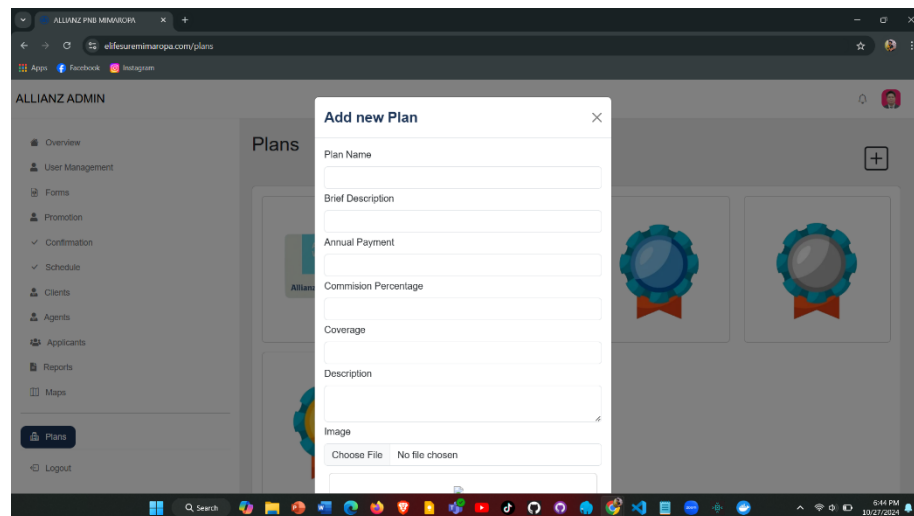 ALLIANZ PNB MIMAROPA
elifesuremimaropa.com/plans
Apps Facebook Instagram
ALLIANZ ADMIN
Overview
User Management
Forms
Promotion
Confirmation
Schedule
Clients
Agents
Applicants
Reports
Maps
Plans
Logout
Plans
Allianz
Add new Plan
Plan Name
Brief Description
Annual Payment
Commision Percentage
Coverage
Description
Image
Choose File No file chosen
Search
6:44 PM
10/27/2024